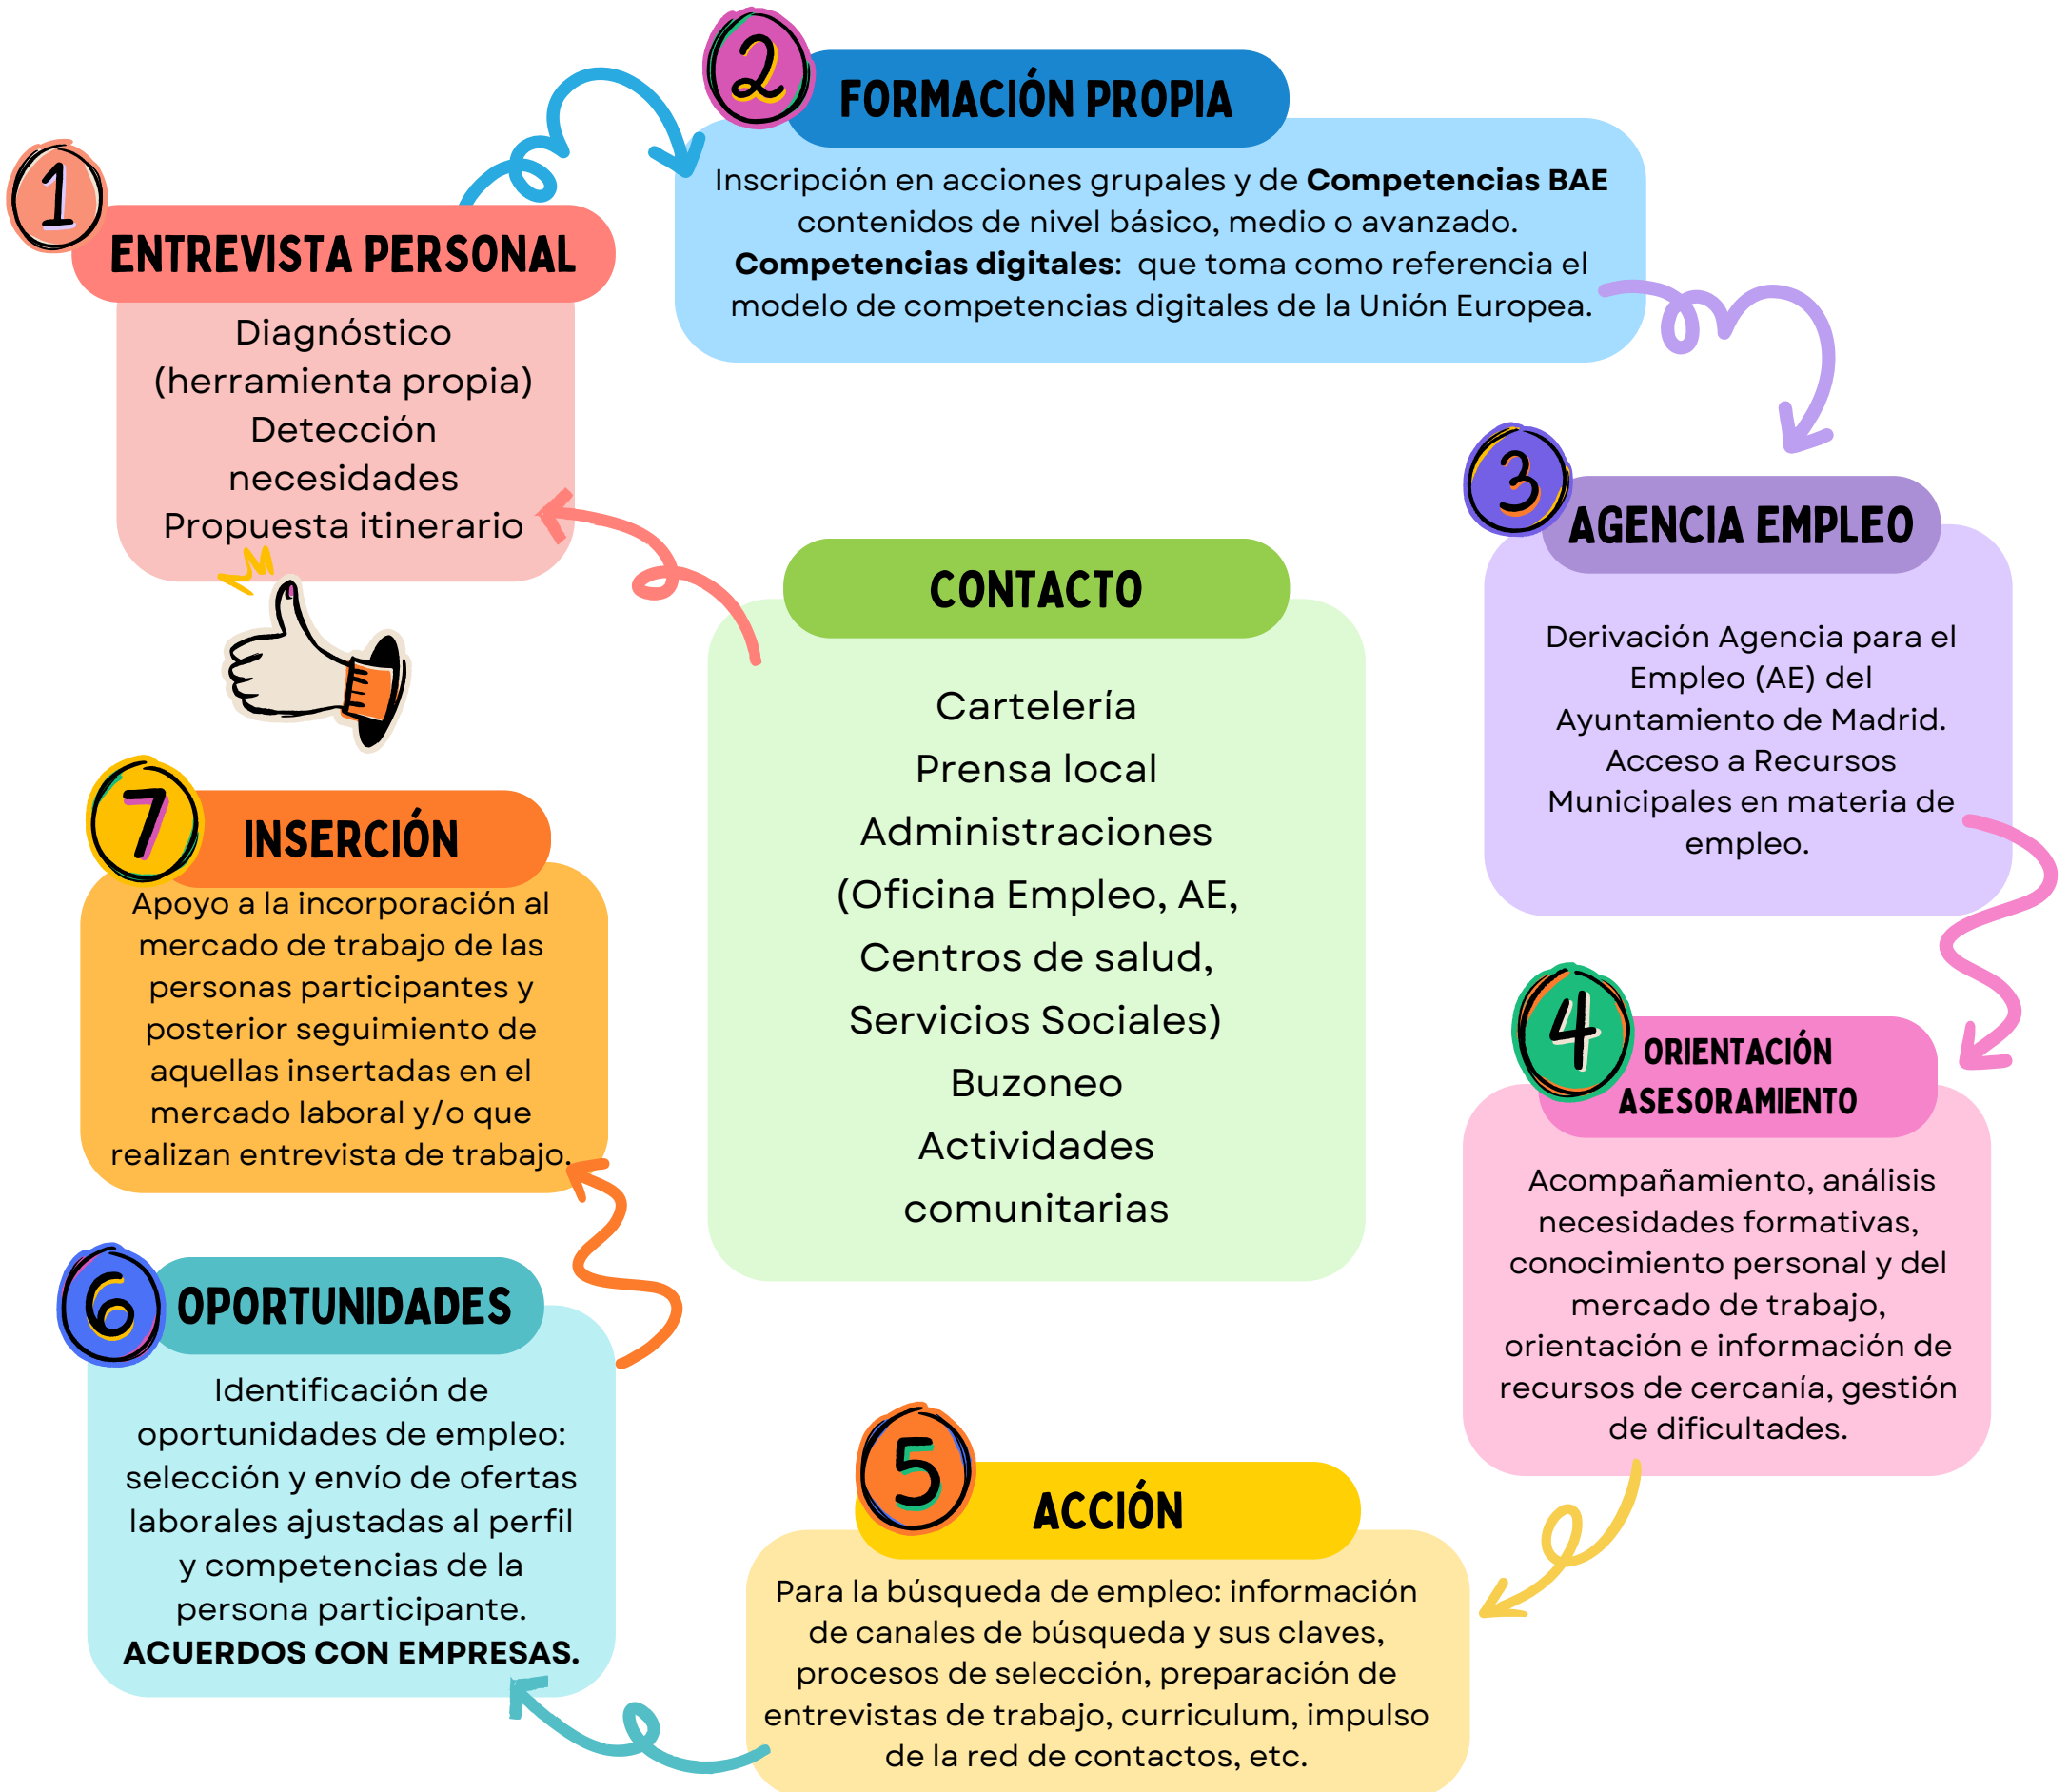 1
ENTREVISTA PERSONAL
Diagnóstico
(herramienta propia)
Detección
necesidades
Propuesta itinerario
2
FORMACIÓN PROPIA
Inscripción en acciones grupales y de Competencias BAE
contenidos de nivel básico, medio o avanzado.
Competencias digitales: que toma como referencia el
modelo de competencias digitales de la Unión Europea.
3
AGENCIA EMPLEO
Derivación Agencia para el
Empleo (AE) del
Ayuntamiento de Madrid.
Acceso a Recursos
Municipales en materia de
empleo.
CONTACTO
Cartelería
Prensa local
Administraciones
(Oficina Empleo, AE,
Centros de salud,
Servicios Sociales)
Buzoneo
Actividades
comunitarias
4
ORIENTACIÓN
ASESORAMIENTO
Acompañamiento, análisis
necesidades formativas,
conocimiento personal y del
mercado de trabajo,
orientación e información de
recursos de cercanía, gestión
de dificultades.
5
ACCIÓN
Para la búsqueda de empleo: información
de canales de búsqueda y sus claves,
procesos de selección, preparación de
entrevistas de trabajo, curriculum, impulso
de la red de contactos, etc.
6
OPORTUNIDADES
Identificación de
oportunidades de empleo:
selección y envío de ofertas
laborales ajustadas al perfil
y competencias de la
persona participante.
ACUERDOS CON EMPRESAS.
7
INSERCIÓN
Apoyo a la incorporación al
mercado de trabajo de las
personas participantes y
posterior seguimiento de
aquellas insertadas en el
mercado laboral y/o que
realizan entrevista de trabajo.